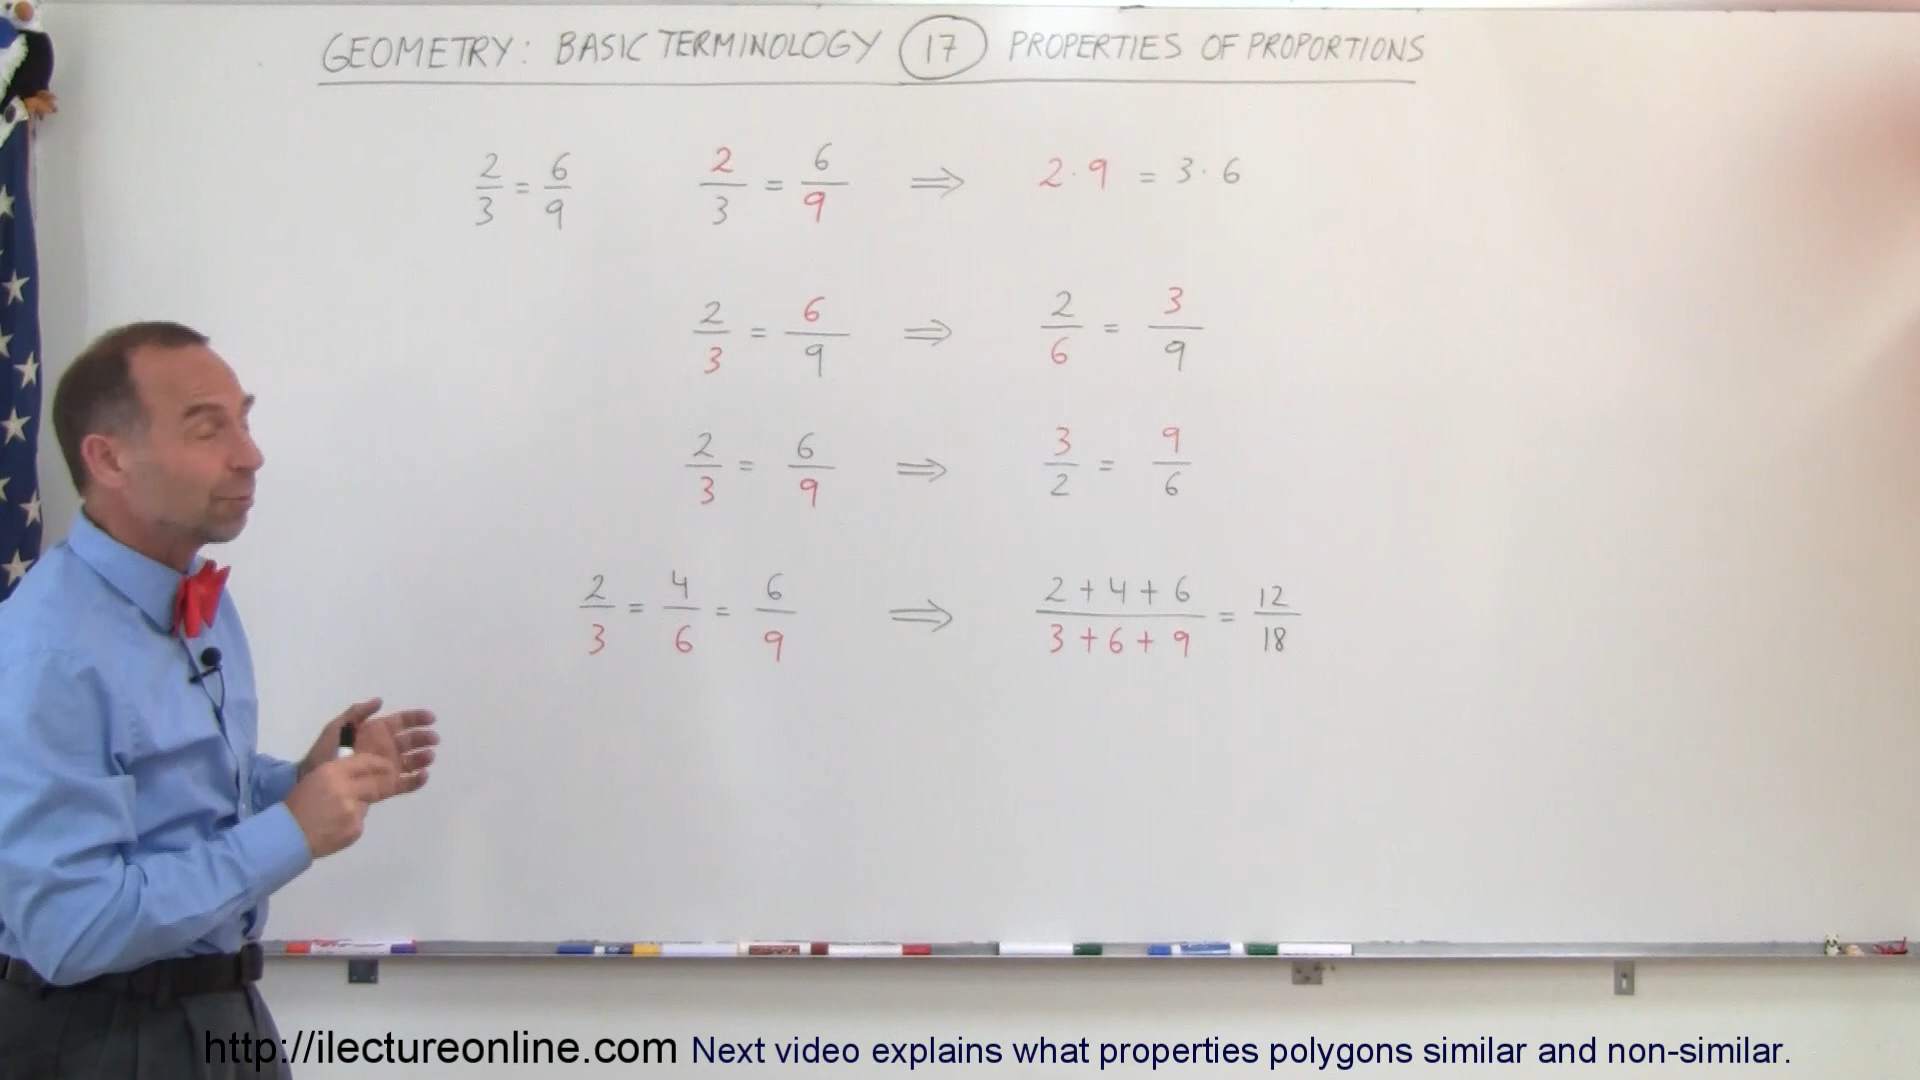 GEOMETRY: BASIC TERMINOLOGY 17 PROPERTIES OF PROPORTIONS
2/3 = 6/9 2/3 = 6/9 ⇒ 2·9 = 3·6
2/3 = 6/9 ⇒ 2/6 = 3/9
2/3 = 6/9 ⇒ 3/2 = 9/6
2/3 = 4/6 = 6/9 ⇒ (2+4+6)/(3+6+9) = 12/18
http://ilectureonline.com Next video explains what properties polygons similar and non-similar.